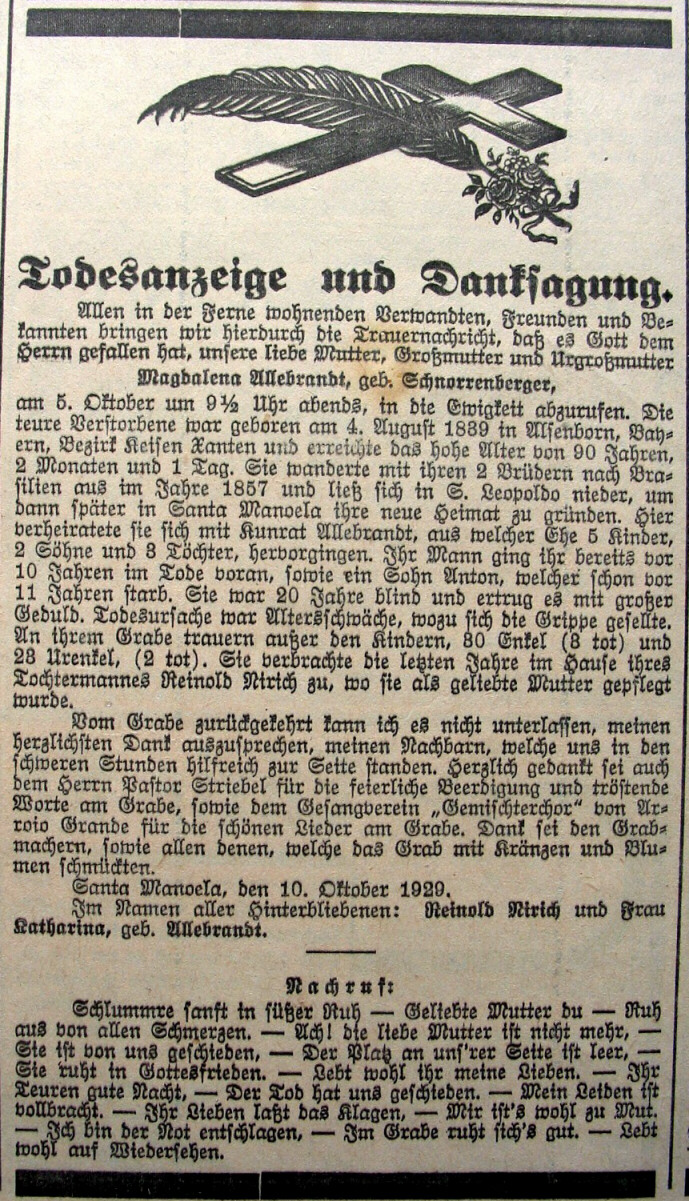 Todesanzeige und Danksagung.
Allen in der Ferne wohnenden Verwandten, Freunden und Be-
kannten bringen wir hierdurch die Trauernachricht, daß es Gott dem
Herrn gefallen hat, unsere liebe Mutter, Großmutter und Urgroßmutter
Magdalena Allebrandt, geb. Schnorrenberger,
am 5. Oktober um 9½ Uhr abends, in die Ewigkeit abzurufen. Die
teure Verstorbene war geboren am 4. August 1839 in Alsenborn, Bay-
ern, Bezirk Keisen Xanten und erreichte das hohe Alter von 90 Jahren,
2 Monaten und 1 Tag. Sie wanderte mit ihren 2 Brüdern nach Bra-
silien aus im Jahre 1857 und ließ sich in S. Leopoldo nieder, um
dann später in Santa Manoela ihre neue Heimat zu gründen. Hier
verheiratete sie sich mit Kunrat Allebrandt, aus welcher Ehe 5 Kinder,
2 Söhne und 3 Töchter, hervorgingen. Ihr Mann ging ihr bereits vor
10 Jahren im Tode voran, sowie ein Sohn Anton, welcher schon vor
11 Jahren starb. Sie war 20 Jahre blind und ertrug es mit großer
Geduld. Todesursache war Altersschwäche, wozu sich die Grippe gesellte.
An ihrem Grabe trauern außer den Kindern, 30 Enkel (8 tot) und
23 Urenkel, (2 tot). Sie verbrachte die letzten Jahre im Hause ihres
Tochtermannes Reinold Nirich zu, wo sie als geliebte Mutter gepflegt
wurde.
Vom Grabe zurückgekehrt kann ich es nicht unterlassen, meinen
herzlichsten Dank auszusprechen, meinen Nachbarn, welche uns in den
schweren Stunden hilfreich zur Seite standen. Herzlich gedankt sei auch
dem Herrn Pastor Striebel für die feierliche Beerdigung und tröstende
Worte am Grabe, sowie dem Gesangverein „Gemischterchor“ von Ar-
roio Grande für die schönen Lieder am Grabe. Dank sei den Grab-
machern, sowie allen denen, welche das Grab mit Kränzen und Blu-
men schmückten.
Santa Manoela, den 10. Oktober 1929.
Im Namen aller Hinterbliebenen: Reinold Nirich und Frau
Katharina, geb. Allebrandt.
Nachruf:
Schlummre sanft in süßer Ruh — Geliebte Mutter du — Ruh
aus von allen Schmerzen. — Ach! die liebe Mutter ist nicht mehr, —
Sie ist von uns geschieden, — Der Platz an uns'rer Seite ist leer, —
Sie ruht in Gottesfrieden. — Lebt wohl ihr meine Lieben. — Ihr
Teuren gute Nacht, — Der Tod hat uns geschieden. — Mein Leiden ist
vollbracht. — Ihr Lieben laßt das Klagen, — Mir ist's wohl zu Mut.
— Ich bin der Not entschlagen, — Im Grabe ruht sich's gut. — Lebt
wohl auf Wiedersehen.